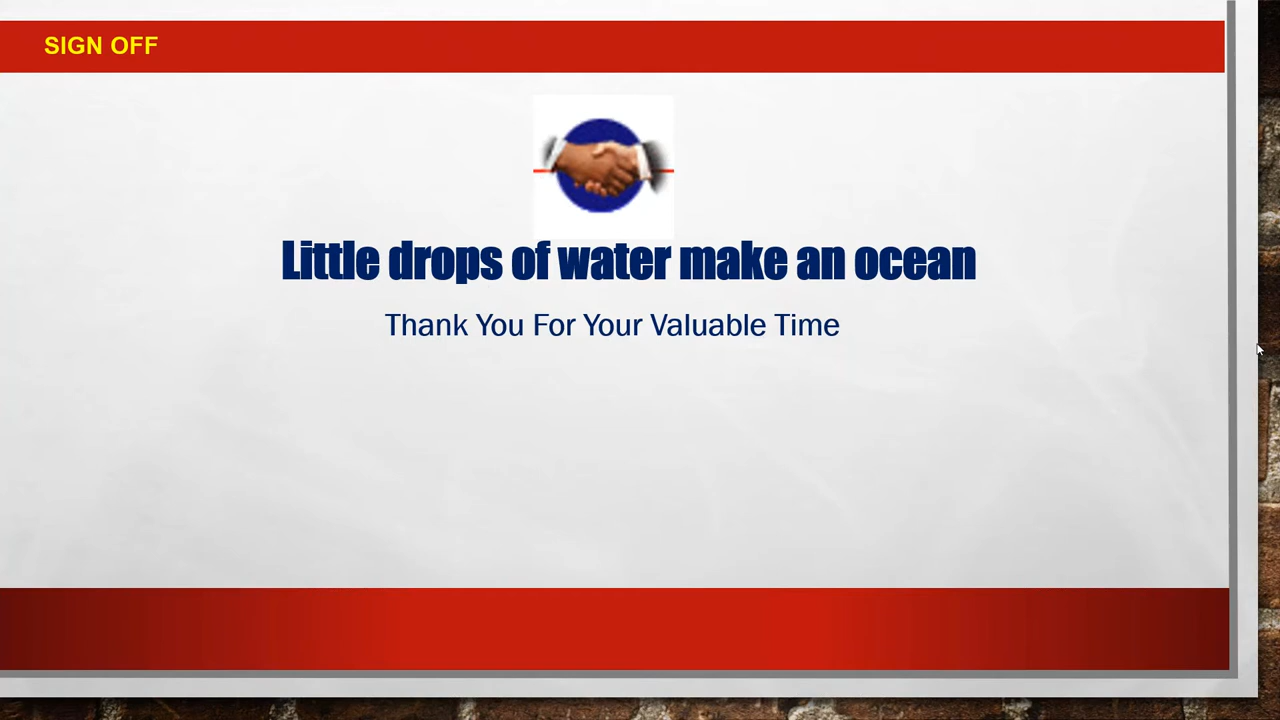 SIGN OFF
Little drops of water make an ocean
Thank You For Your Valuable Time